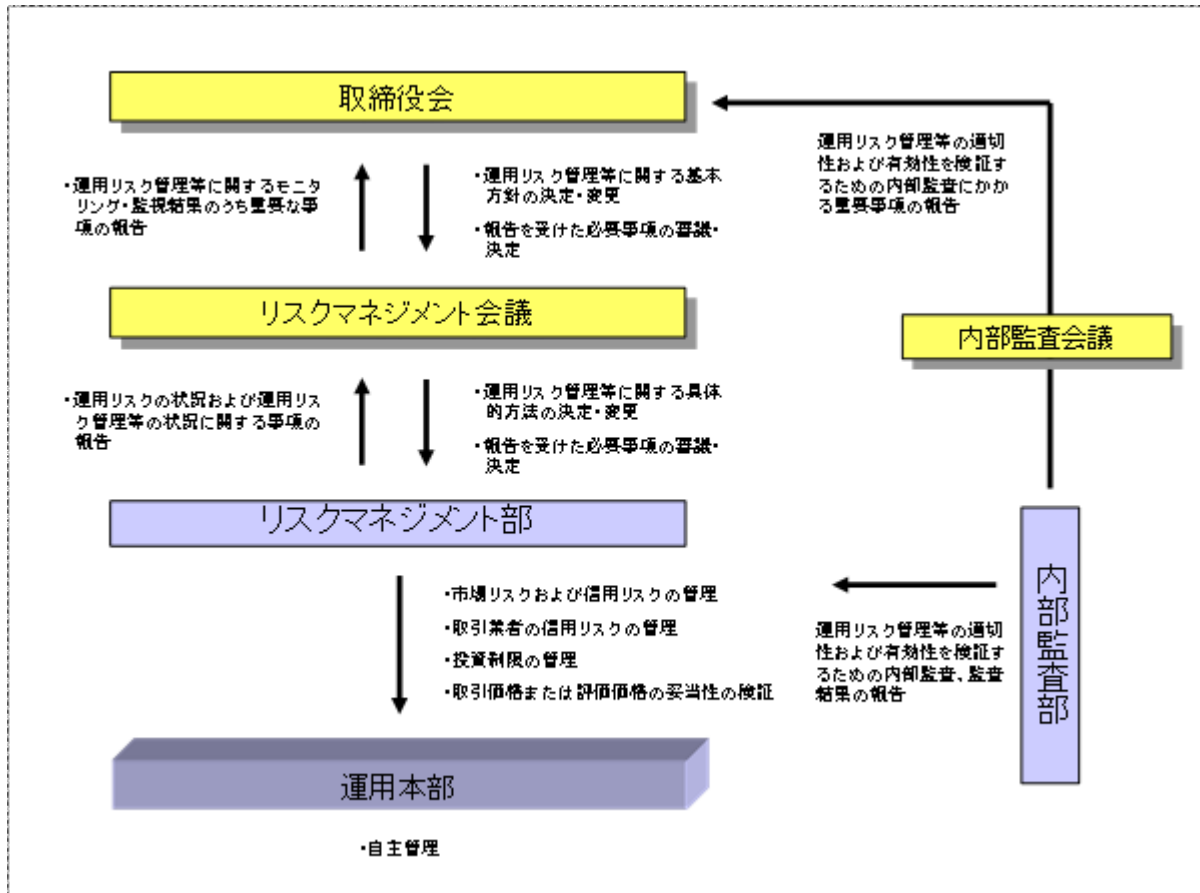 取締役会
・運用リスク管理等に関するモニタ
リング・監視結果のうち重要な事
項の報告
・運用リスク管理等に関する基本
方針の決定・変更
・報告を受けた必要事項の審議・
決定
運用リスク管理等の適切
性および有効性を検証す
るための内部監査にかか
る重要事項の報告
リスクマネジメント会議
内部監査会議
・運用リスクの状況および運用リス
ク管理等の状況に関する事項の
報告
・運用リスク管理等に関する具体
的方法の決定・変更
・報告を受けた必要事項の審議・
決定
リスクマネジメント部
・市場リスクおよび信用リスクの管理
・取引業者の信用リスクの管理
・投資制限の管理
・取引価格または評価価格の妥当性の検証
運用リスク管理等の適切
性および有効性を検証す
るための内部監査、監査
結果の報告
内部監査部
運用本部
・自主管理